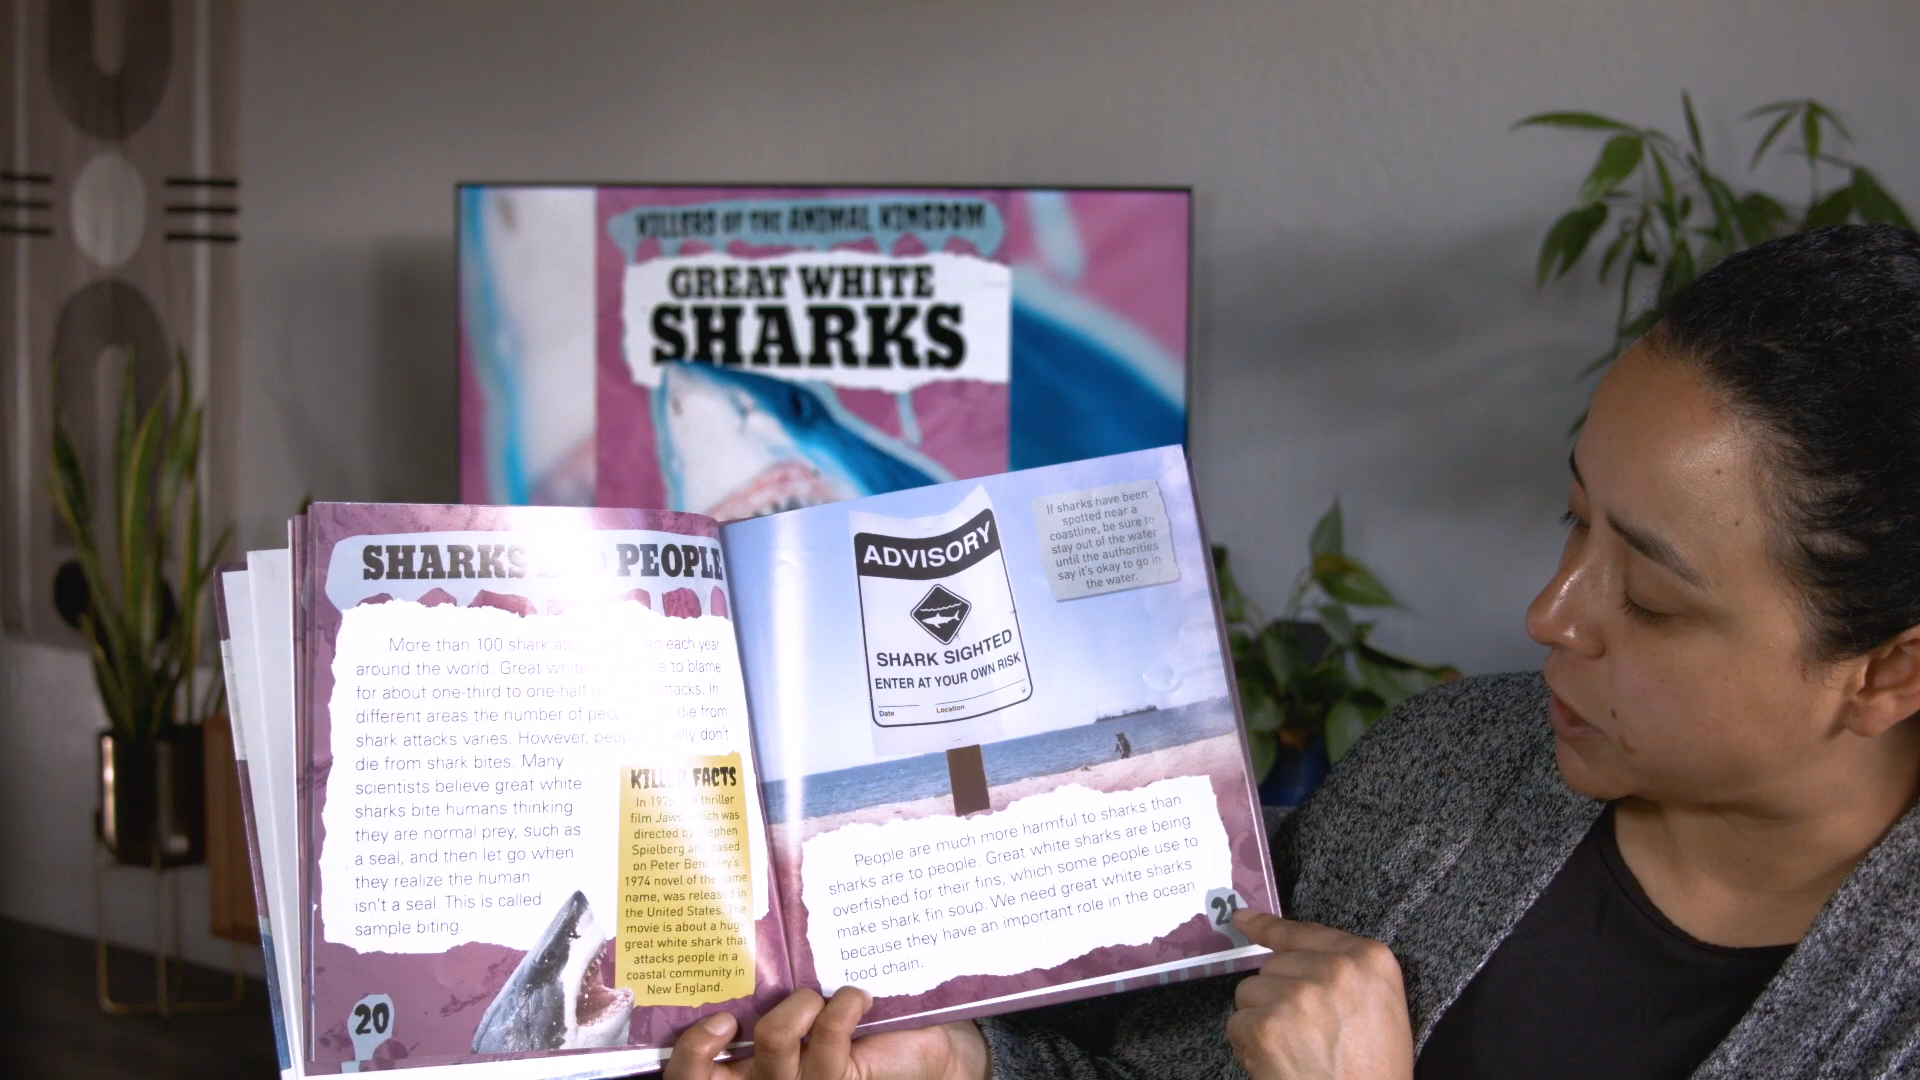 KILLERS OF THE ANIMAL KINGDOM
GREAT WHITE
SHARKS
SHARKS PEOPLE
More than 100 shark each year
around the world. Great white to blame
for about one-third to one-half attacks. In
different areas the number of die from
shark attacks varies. However, don't
die from shark bites. Many
scientists believe great white
sharks bite humans thinking
they are normal prey, such as
a seal, and then let go when
they realize the human
isn't a seal. This is called
sample biting.
KILLER FACTS
In 1975, thriller
film Jaws, which was
directed by Stephen
Spielberg and based
on Peter Benchley's
1974 novel of the same
name, was released in
the United States. The
movie is about a huge
great white shark that
attacks people in a
coastal community in
New England.
20
ADVISORY
SHARK SIGHTED
ENTER AT YOUR OWN RISK
Date Location
If sharks have been
spotted near a
coastline, be sure to
stay out of the water
until the authorities
say it's okay to go in
the water.
People are much more harmful to sharks than
sharks are to people. Great white sharks are being
overfished for their fins, which some people use to
make shark fin soup. We need great white sharks
because they have an important role in the ocean
food chain.
21